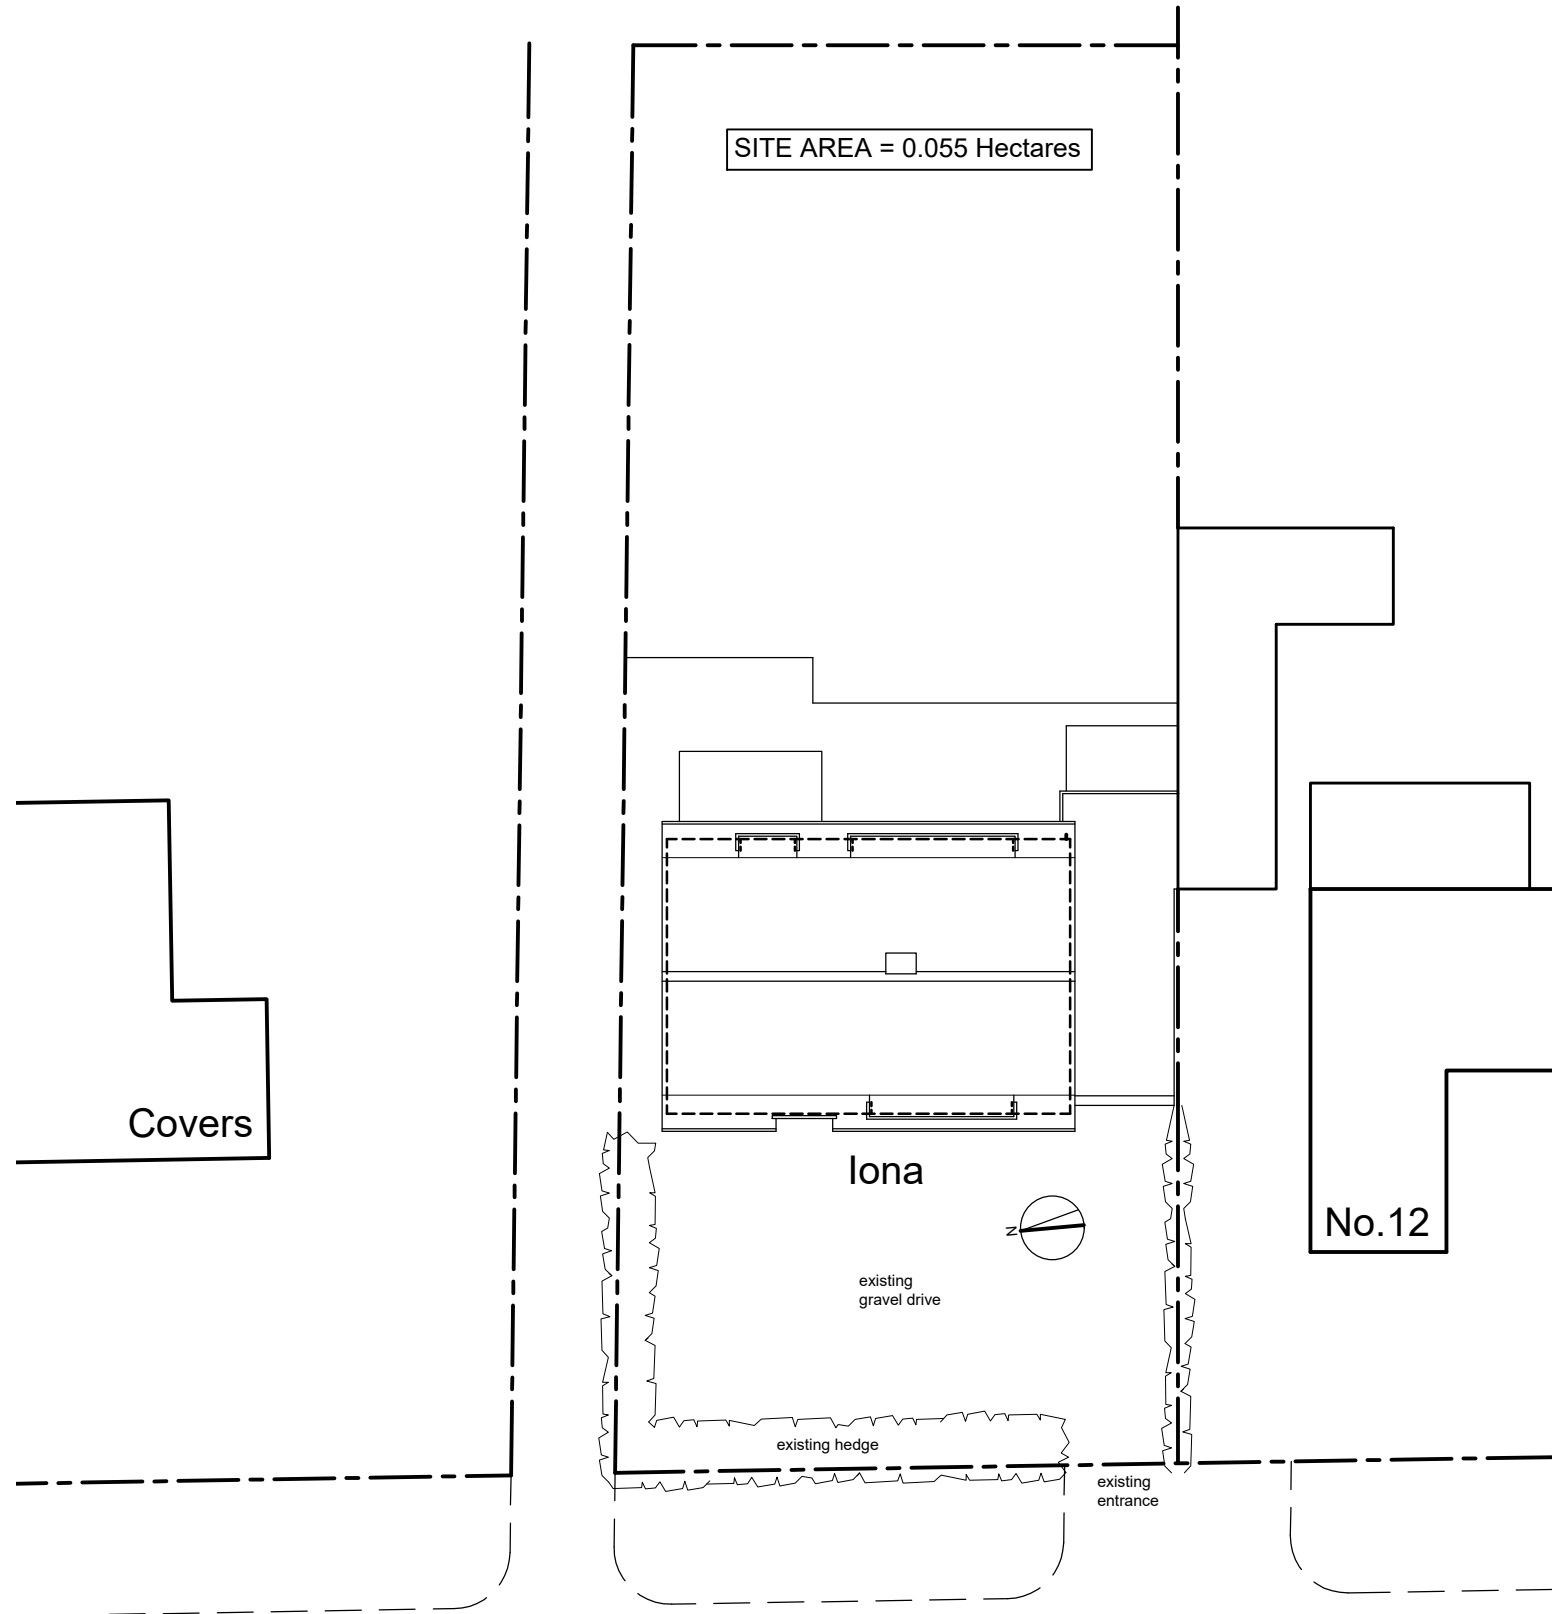 SITE AREA = 0.055 Hectares
Covers
Iona
N
No.12
existing
gravel drive
existing hedge
existing
entrance